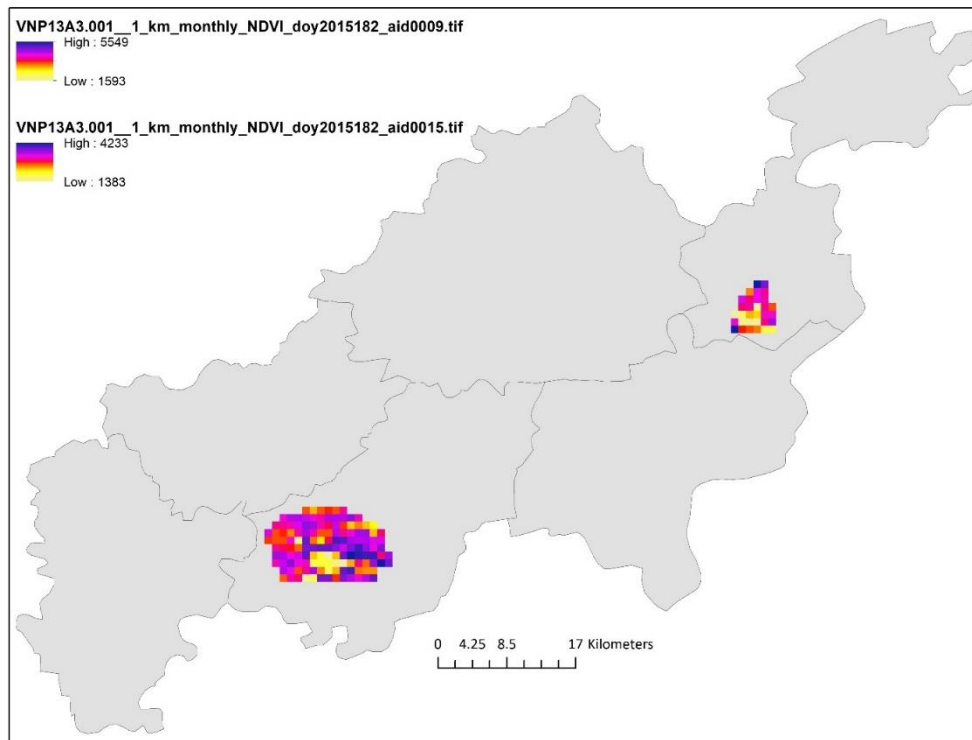 VNP13A3.001__1_km_monthly_NDVI_doy2015182_aid0009.tif
High : 5549
Low : 1593
VNP13A3.001__1_km_monthly_NDVI_doy2015182_aid0015.tif
High : 4233
Low : 1383
0 4.25 8.5 17 Kilometers